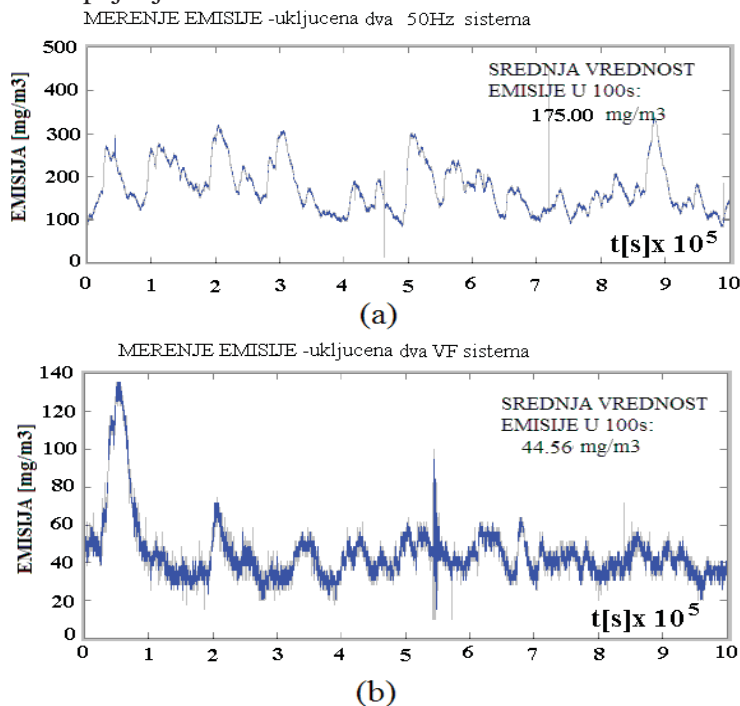 MERENJE EMISIJE -ukljucena dva 50Hz sistema
500
400
300
200
100
0
EMISIJA [mg/m3]
SREDNJA VREDNOST
EMISIJE U 100s:
175.00 mg/m3
t[s]x 10⁵
0 1 2 3 4 5 6 7 8 9 10
(a)
MERENJE EMISIJE -ukljucena dva VF sistema
140
120
100
80
60
40
20
0
EMISIJA [mg/m3]
SREDNJA VREDNOST
EMISIJE U 100s:
44.56 mg/m3
t[s]x 10⁵
0 1 2 3 4 5 6 7 8 9 10
(b)